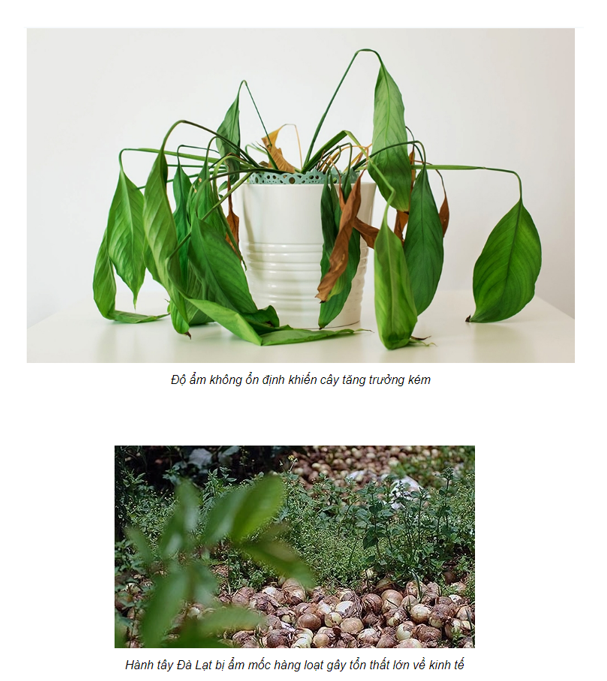 Độ ẩm không ổn định khiến cây tăng trưởng kém
Hành tây Đà Lạt bị ẩm mốc hàng loạt gây tổn thất lớn về kinh tế